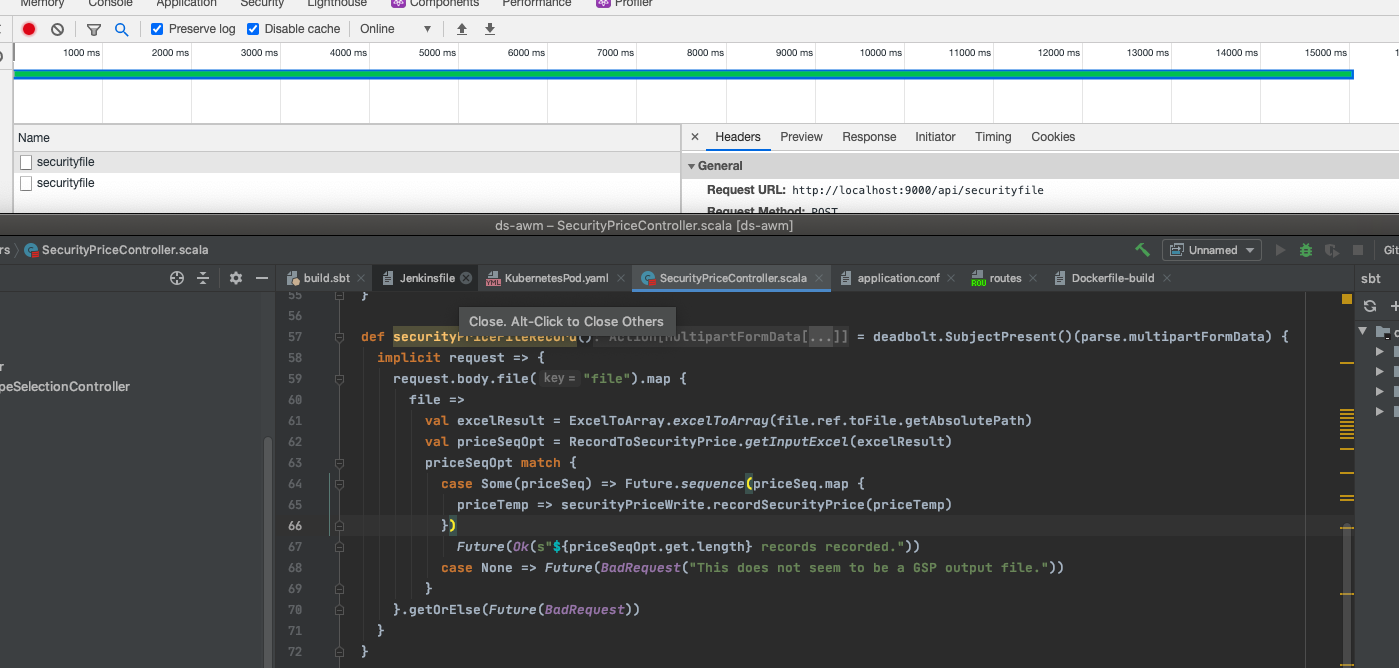 Memory Console Application Security Lighthouse Components Performance Profiler
Preserve log Disable cache Online
1000 ms 2000 ms 3000 ms 4000 ms 5000 ms 6000 ms 7000 ms 8000 ms 9000 ms 10000 ms 11000 ms 12000 ms 13000 ms 14000 ms 15000 ms 1
Name
× Headers Preview Response Initiator Timing Cookies
securityfile
General
securityfile
Request URL: http://localhost:9000/api/securityfile
Request Method: POST
ds-awm – SecurityPriceController.scala [ds-awm]
rs SecurityPriceController.scala Unnamed Git
build.sbt Jenkinsfile KubernetesPod.yaml SecurityPriceController.scala application.conf routes Dockerfile-build sbt
55 }
56 Close. Alt-Click to Close Others
57 def securityPriceFileRecord(): Action[MultipartFormData[...]] = deadbolt.SubjectPresent()(parse.multipartFormData) {
58 implicit request => {
r
59 request.body.file( key = "file").map {
peSelectionController
60 file =>
61 val excelResult = ExcelToArray.excelToArray(file.ref.toFile.getAbsolutePath)
62 val priceSeqOpt = RecordToSecurityPrice.getInputExcel(excelResult)
63 priceSeqOpt match {
64 case Some(priceSeq) => Future.sequence(priceSeq.map {
65 priceTemp => securityPriceWrite.recordSecurityPrice(priceTemp)
66 })
67 Future(Ok(s"${priceSeqOpt.get.length} records recorded."))
68 case None => Future(BadRequest("This does not seem to be a GSP output file."))
69 }
70 }.getOrElse(Future(BadRequest))
71 }
72 }